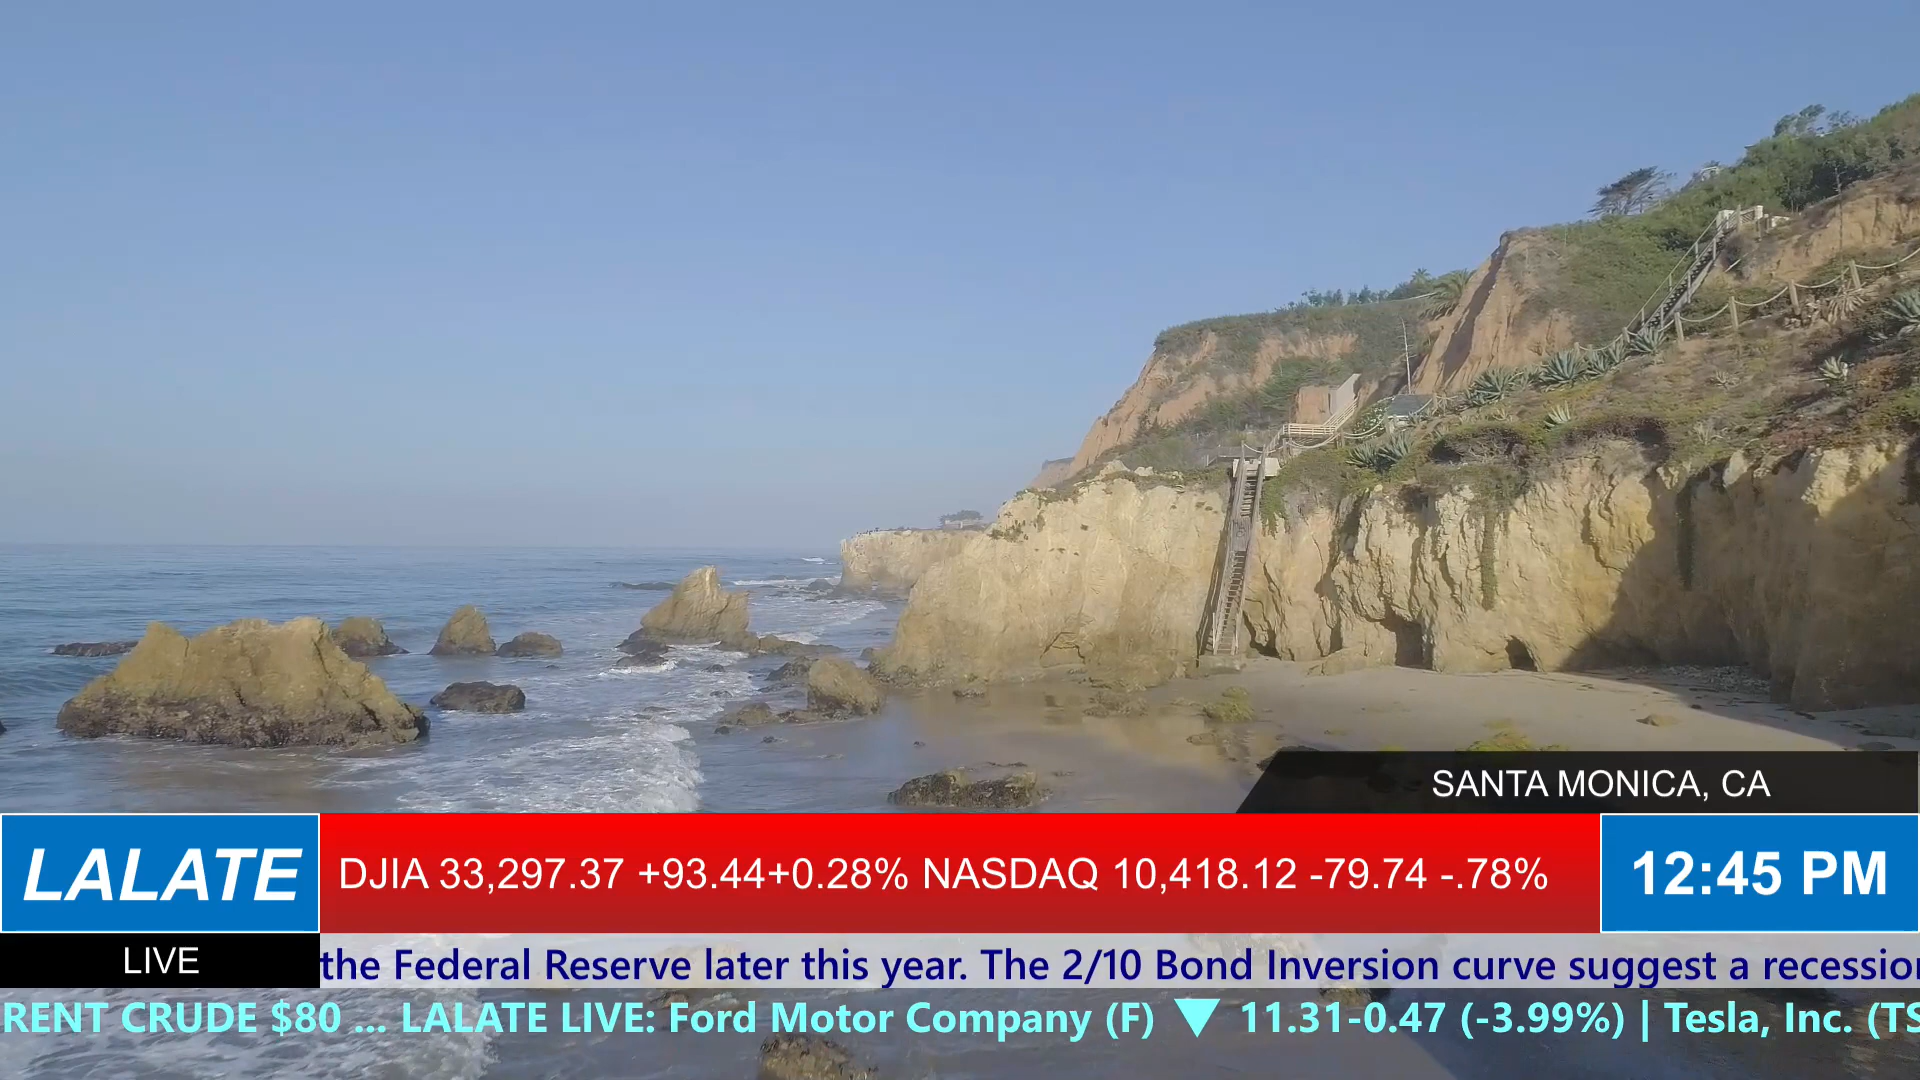 SANTA MONICA, CA
LALATE
DJIA 33,297.37 +93.44+0.28% NASDAQ 10,418.12 -79.74 -.78%
12:45 PM
LIVE
the Federal Reserve later this year. The 2/10 Bond Inversion curve suggest a recession
RENT CRUDE $80 ... LALATE LIVE: Ford Motor Company (F) ▼ 11.31-0.47 (-3.99%) | Tesla, Inc. (TS